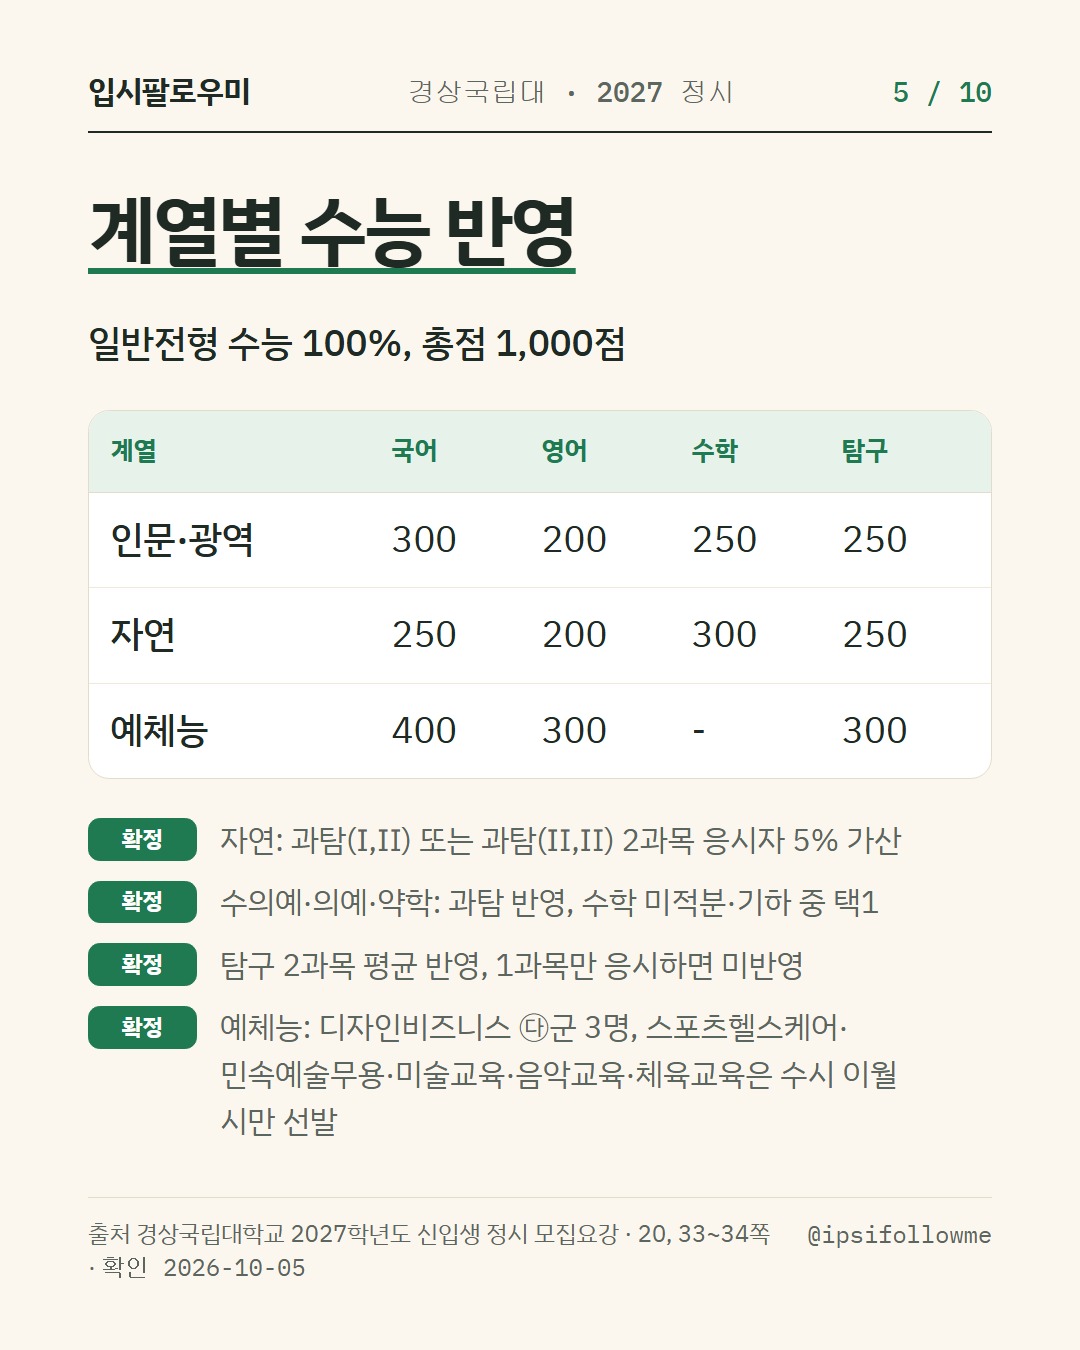 입시팔로우미 경상국립대 · 2027 정시 5 / 10
계열별 수능 반영
일반전형 수능 100%, 총점 1,000점
계열 국어 영어 수학 탐구
인문·광역 300 200 250 250
자연 250 200 300 250
예체능 400 300 - 300
확정 자연: 과탐(I,II) 또는 과탐(II,II) 2과목 응시자 5% 가산
확정 수의예·의예·약학: 과탐 반영, 수학 미적분·기하 중 택1
확정 탐구 2과목 평균 반영, 1과목만 응시하면 미반영
확정 예체능: 디자인비즈니스 ㉰군 3명, 스포츠헬스케어·
민속예술무용·미술교육·음악교육·체육교육은 수시 이월
시만 선발
출처 경상국립대학교 2027학년도 신입생 정시 모집요강 · 20, 33~34쪽 @ipsifollowme
· 확인 2026-10-05